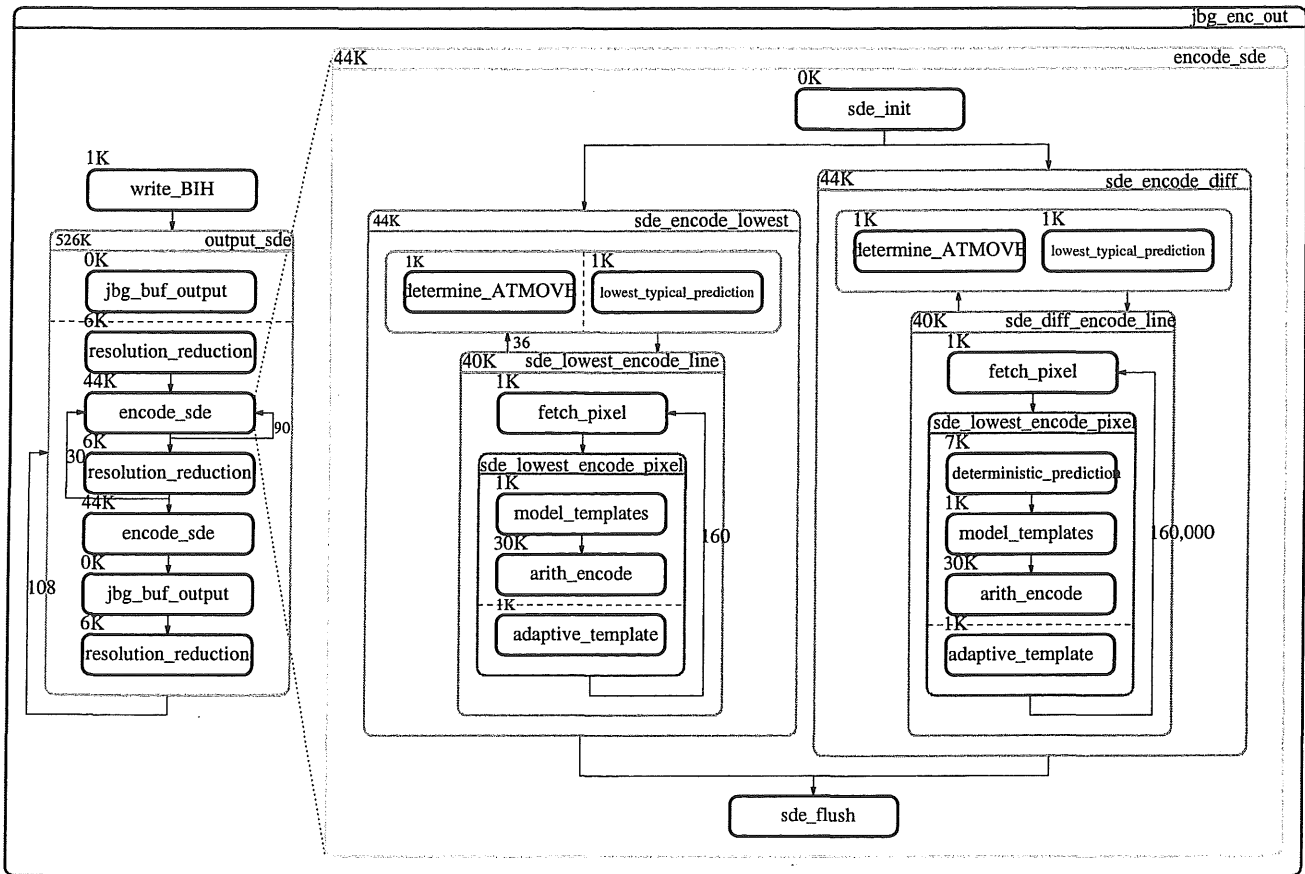 jbg_enc_out
44K
encode_sde
0K
sde_init
1K
write_BIH
526K
output_sde
0K
jbg_buf_output
6K
resolution_reduction
44K
encode_sde
90
6K
30
resolution_reduction
44K
encode_sde
0K
108
jbg_buf_output
6K
resolution_reduction
44K
sde_encode_lowest
1K
determine_ATMOVE
1K
lowest_typical_prediction
36
40K
sde_lowest_encode_line
1K
fetch_pixel
sde_lowest_encode_pixel
1K
model_templates
160
30K
arith_encode
1K
adaptive_template
44K
sde_encode_diff
1K
determine_ATMOVE
1K
lowest_typical_prediction
40K
sde_diff_encode_line
1K
fetch_pixel
sde_lowest_encode_pixel
7K
deterministic_prediction
1K
model_templates
160,000
30K
arith_encode
1K
adaptive_template
sde_flush